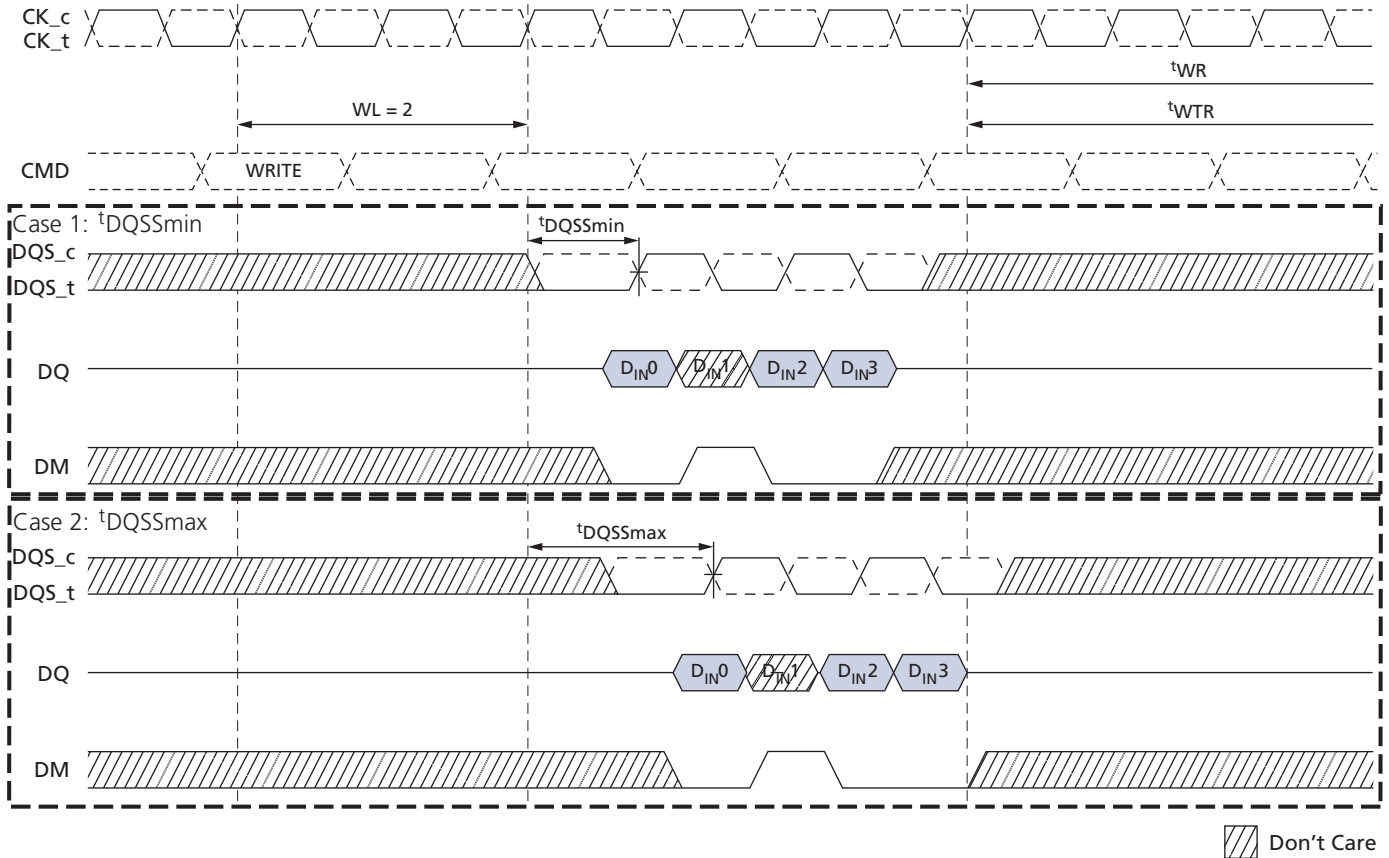 CK_c
CK_t
tWR
WL = 2
tWTR
CMD
WRITE
Case 1: tDQSSmin
tDQSSmin
DQS_c
DQS_t
DQ
DIN0
DIN1
DIN2
DIN3
DM
Case 2: tDQSSmax
tDQSSmax
DQS_c
DQS_t
DQ
DIN0
DIN1
DIN2
DIN3
DM
Don't Care